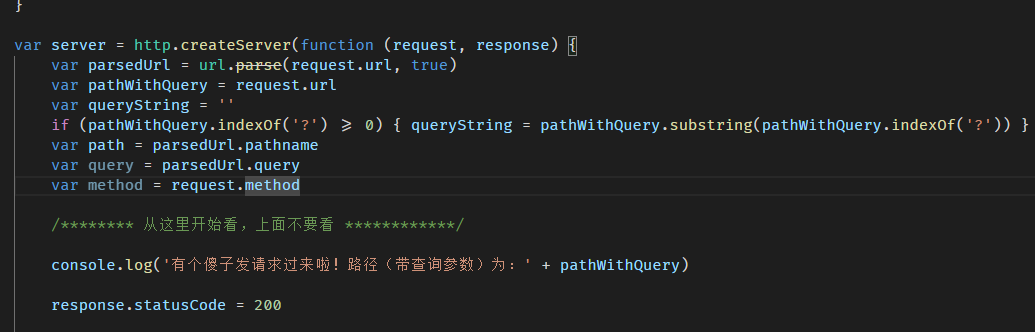 }
var server = http.createServer(function (request, response) {
var parsedUrl = url.parse(request.url, true)
var pathWithQuery = request.url
var queryString = ''
if (pathWithQuery.indexOf('?') >= 0) { queryString = pathWithQuery.substring(pathWithQuery.indexOf('?')) }
var path = parsedUrl.pathname
var query = parsedUrl.query
var method = request.method
/******** 从这里开始看，上面不要看 ************/
console.log('有个傻子发请求过来啦！路径（带查询参数）为：' + pathWithQuery)
response.statusCode = 200